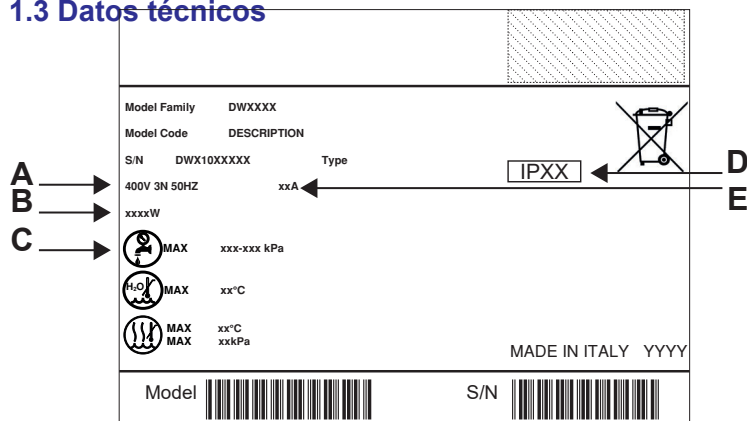 1.3 Datos técnicos
Model Family DWXXXX
Model Code DESCRIPTION
S/N DWX10XXXXX Type
A 400V 3N 50HZ xxA IPXX D
B xxxxW E
C MAX xxx-xxx kPa
H₂O MAX xx°C
MAX xx°C
MAX xxkPa
MADE IN ITALY YYYY
Model S/N